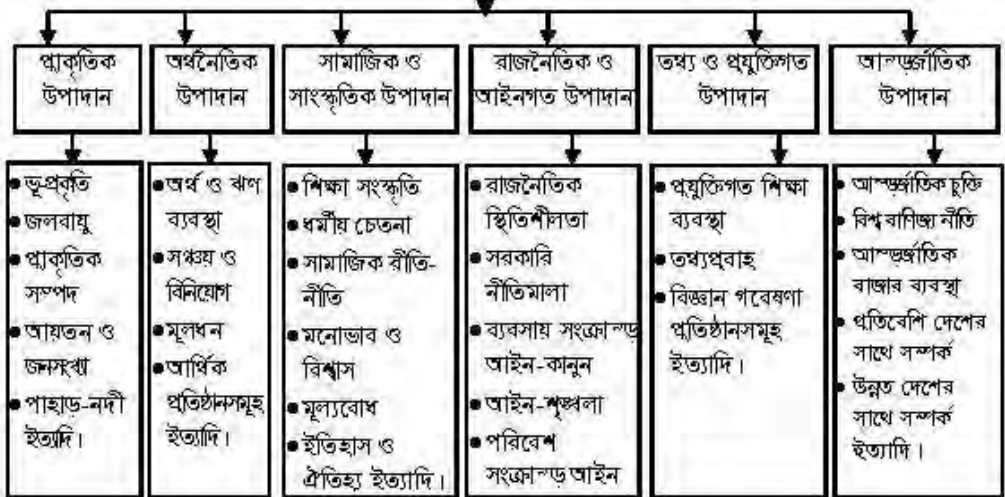 প্রাকৃতিক
উপাদান
অর্থনৈতিক
উপাদান
সামাজিক ও
সাংস্কৃতিক উপাদান
রাজনৈতিক ও
আইনগত উপাদান
তথ্য ও প্রযুক্তিগত
উপাদান
আন্ড্র্জাতিক
উপাদান
• ভূ-প্রকৃতি
• জলবায়ু
• প্রাকৃতিক
সম্পদ
• আয়তন ও
জনসংখ্যা
• পাহাড়-নদী
ইত্যাদি।
• অর্থ ও ঋণ
ব্যবস্থা
• সঞ্চয় ও
বিনিয়োগ
• মূলধন
• আর্থিক
প্রতিষ্ঠানসমূহ
ইত্যাদি।
• শিক্ষা সংস্কৃতি
• ধর্মীয় চেতনা
• সামাজিক রীতি-
নীতি
• মনোভাব ও
বিশ্বাস
• মূল্যবোধ
• ইতিহাস ও
ঐতিহ্য ইত্যাদি।
• রাজনৈতিক
স্থিতিশীলতা
• সরকারি
নীতিমালা
• ব্যবসায় সংক্রান্ড্
আইন-কানুন
• আইন-শৃঙ্খলা
• পরিবেশ
সংক্রান্ড্ আইন
• প্রযুক্তিগত শিক্ষা
ব্যবস্থা
• তথ্যপ্রবাহ
• বিজ্ঞান গবেষণা
প্রতিষ্ঠানসমূহ
ইত্যাদি।
• আন্ড্র্জাতিক চুক্তি
• বিশ্ব বাণিজ্য নীতি
• আন্ড্র্জাতিক
বাজার ব্যবস্থা
• প্রতিবেশি দেশের
সাথে সম্পর্ক
• উন্নত দেশের
সাথে সম্পর্ক
ইত্যাদি।